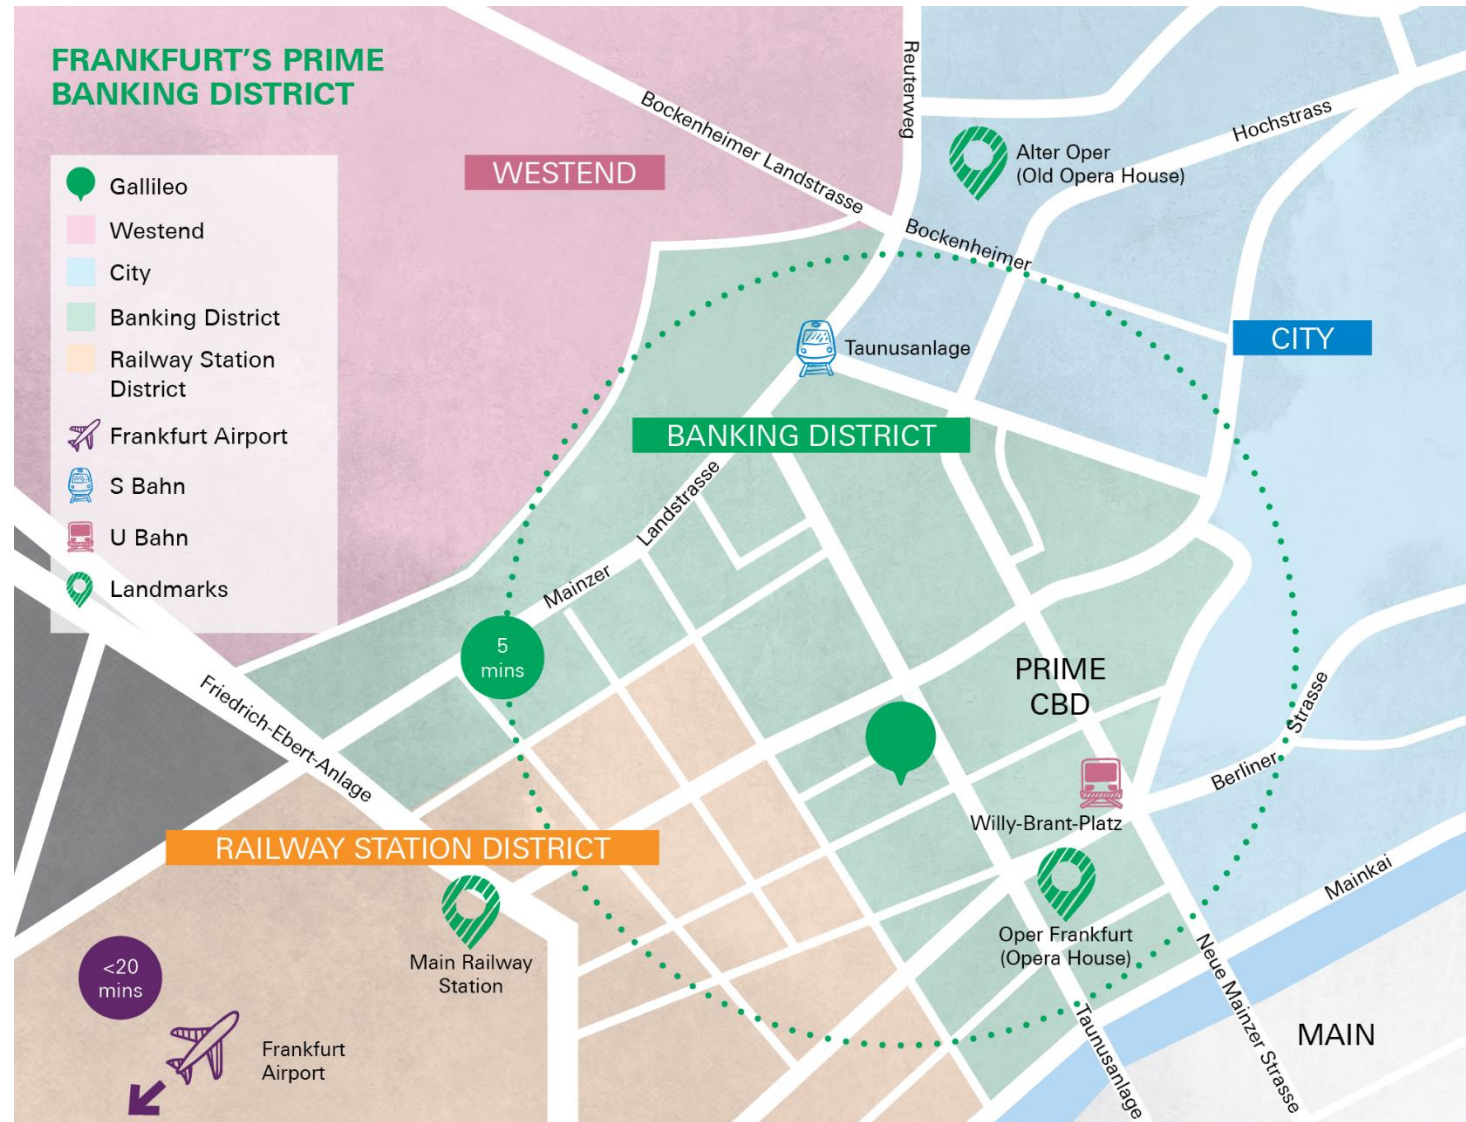 FRANKFURT'S PRIME
BANKING DISTRICT
Gallileo
Westend
City
Banking District
Railway Station
District
Frankfurt Airport
S Bahn
U Bahn
Landmarks
WESTEND
Bockenheimer Landstrasse
Reuterweg
Hochstrass
Alter Oper
(Old Opera House)
Bockenheimer
CITY
Taunusanlage
BANKING DISTRICT
Landstrasse
Mainzer
5
mins
Friedrich-Ebert-Anlage
PRIME
CBD
Strasse
Berliner
Willy-Brant-Platz
RAILWAY STATION DISTRICT
Mainkai
Main Railway
Station
Oper Frankfurt
(Opera House)
<20
mins
Neue Mainzer Strasse
Taunusanlage
MAIN
Frankfurt
Airport